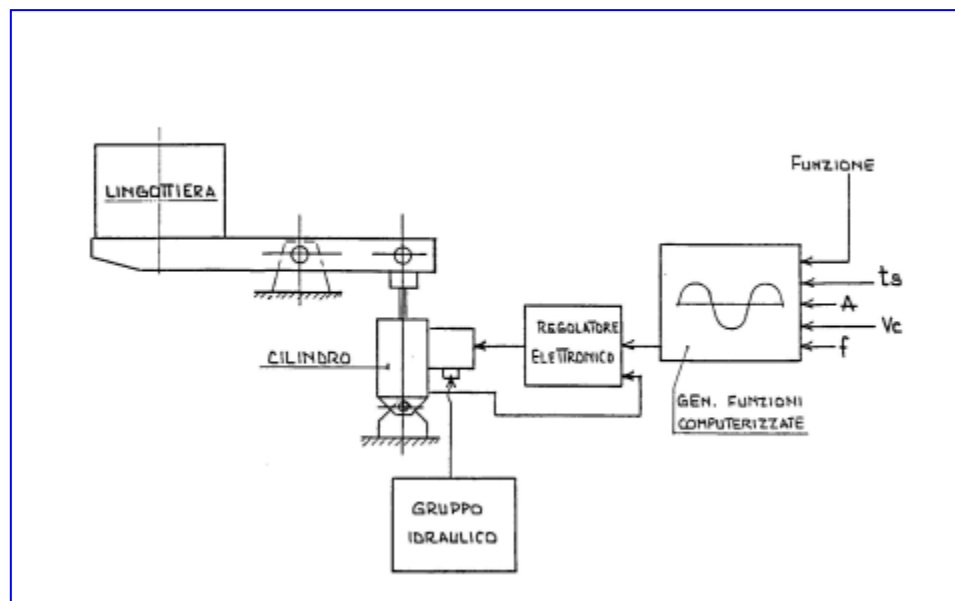 LINGOTTIERA
FUNZIONE
ts
A
Vc
f
REGOLATORE
ELETTRONICO
CILINDRO
GEN. FUNZIONI
COMPUTERIZZATE
GRUPPO
IDRAULICO